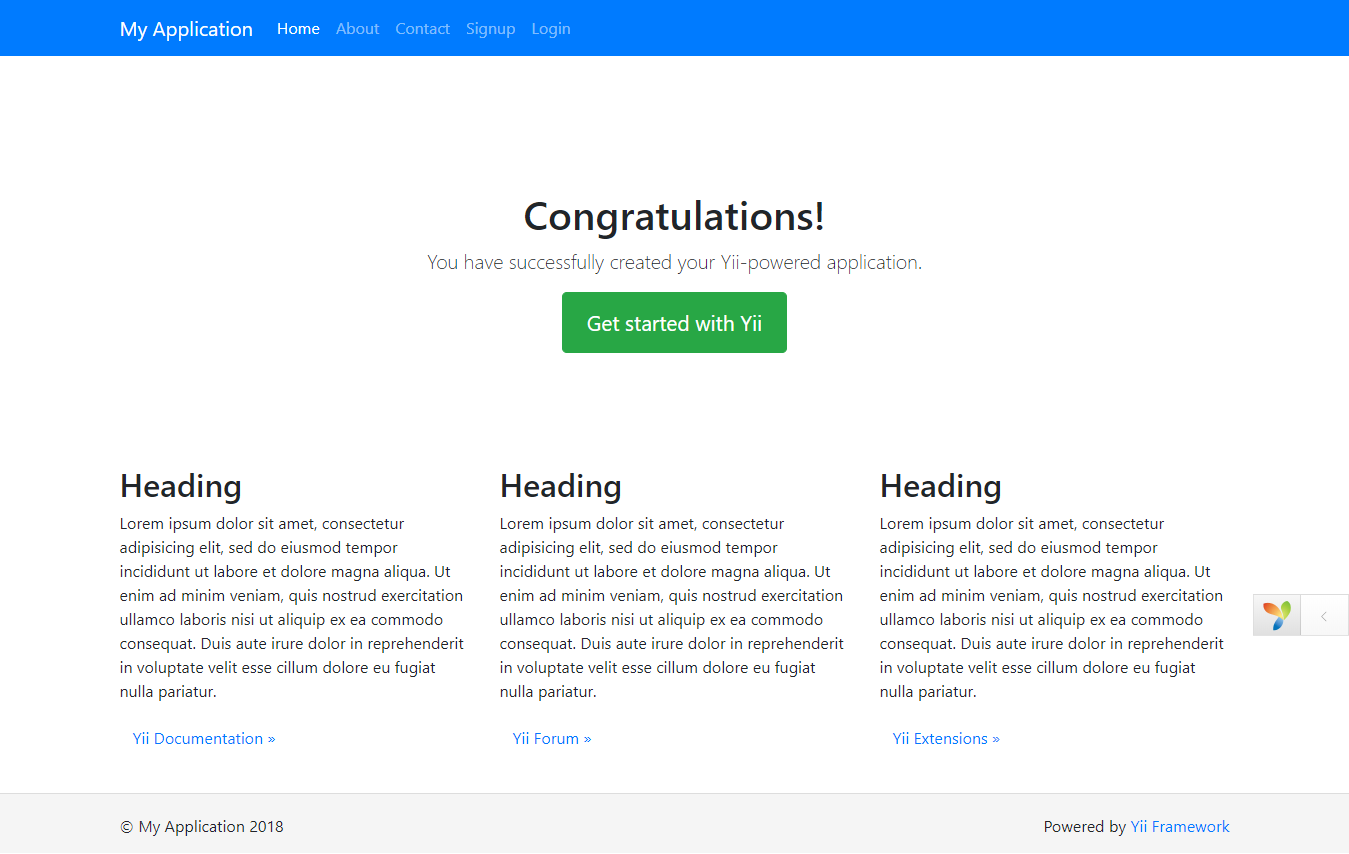 My Application Home About Contact Signup Login
Congratulations!
You have successfully created your Yii-powered application.
Get started with Yii
Heading
Lorem ipsum dolor sit amet, consectetur
adipisicing elit, sed do eiusmod tempor
incididunt ut labore et dolore magna aliqua. Ut
enim ad minim veniam, quis nostrud exercitation
ullamco laboris nisi ut aliquip ex ea commodo
consequat. Duis aute irure dolor in reprehenderit
in voluptate velit esse cillum dolore eu fugiat
nulla pariatur.
Yii Documentation »
Heading
Lorem ipsum dolor sit amet, consectetur
adipisicing elit, sed do eiusmod tempor
incididunt ut labore et dolore magna aliqua. Ut
enim ad minim veniam, quis nostrud exercitation
ullamco laboris nisi ut aliquip ex ea commodo
consequat. Duis aute irure dolor in reprehenderit
in voluptate velit esse cillum dolore eu fugiat
nulla pariatur.
Yii Forum »
Heading
Lorem ipsum dolor sit amet, consectetur
adipisicing elit, sed do eiusmod tempor
incididunt ut labore et dolore magna aliqua. Ut
enim ad minim veniam, quis nostrud exercitation
ullamco laboris nisi ut aliquip ex ea commodo
consequat. Duis aute irure dolor in reprehenderit
in voluptate velit esse cillum dolore eu fugiat
nulla pariatur.
Yii Extensions »
© My Application 2018
Powered by Yii Framework